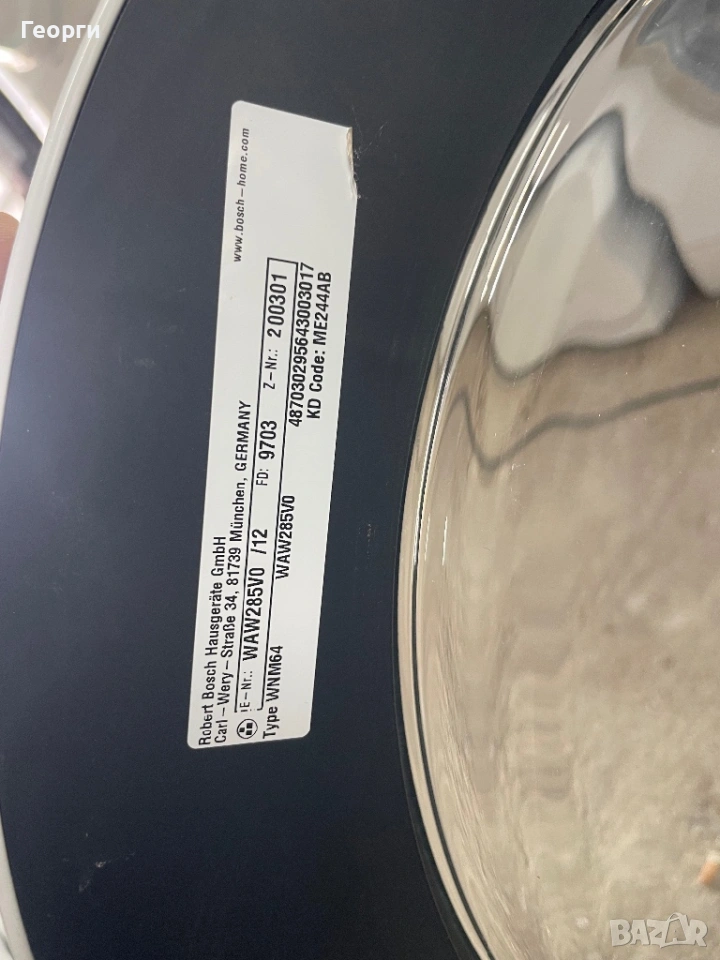 Георги
Robert Bosch Hausgeräte GmbH
Carl-Wery-Straße 34, 81739 München, GERMANY
www.bosch-home.com
E-Nr.: WAW285V0 /12 FD: 9703 Z-Nr.: 200301
Type WNM64 WAW285V0 487030295643003017
KD Code: ME244AB
BAZAR